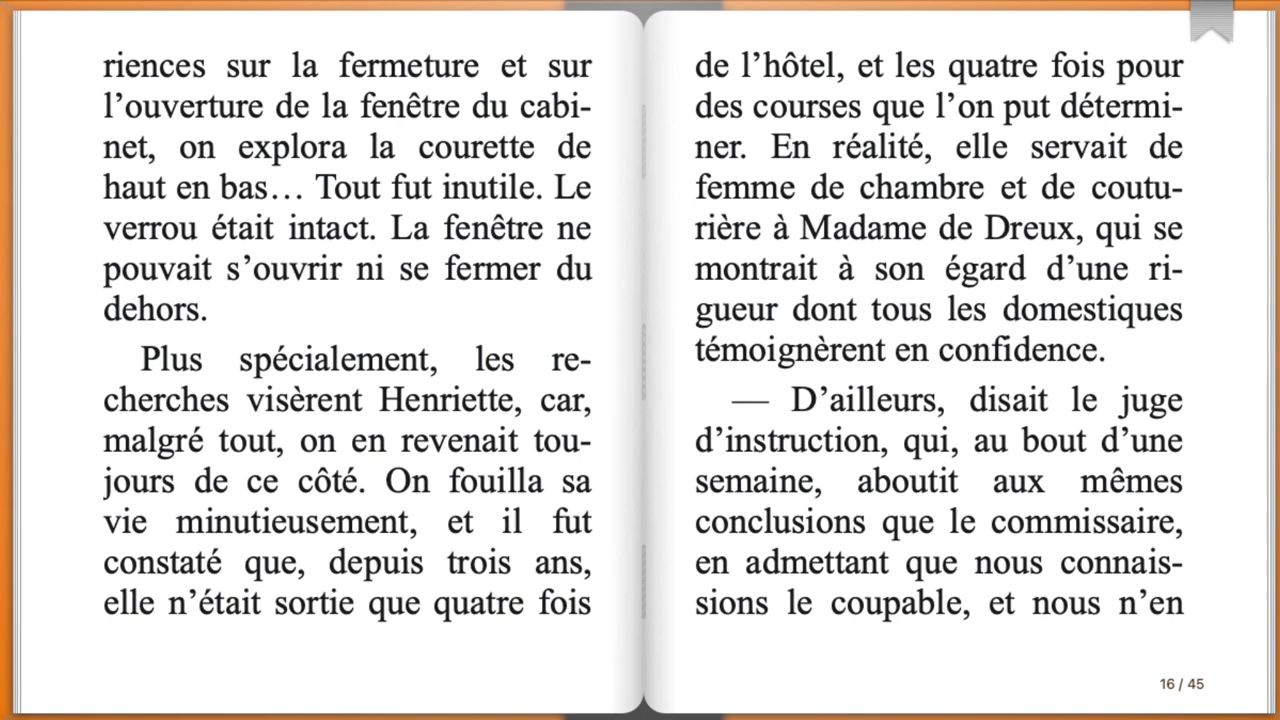 riences sur la fermeture et sur
l’ouverture de la fenêtre du cabi-
net, on explora la courette de
haut en bas… Tout fut inutile. Le
verrou était intact. La fenêtre ne
pouvait s’ouvrir ni se fermer du
dehors.
Plus spécialement, les re-
cherches visèrent Henriette, car,
malgré tout, on en revenait tou-
jours de ce côté. On fouilla sa
vie minutieusement, et il fut
constaté que, depuis trois ans,
elle n’était sortie que quatre fois
de l’hôtel, et les quatre fois pour
des courses que l’on put détermi-
ner. En réalité, elle servait de
femme de chambre et de coutu-
rière à Madame de Dreux, qui se
montrait à son égard d’une ri-
gueur dont tous les domestiques
témoignèrent en confidence.
— D’ailleurs, disait le juge
d’instruction, qui, au bout d’une
semaine, aboutit aux mêmes
conclusions que le commissaire,
en admettant que nous connais-
sions le coupable, et nous n’en
16 / 45